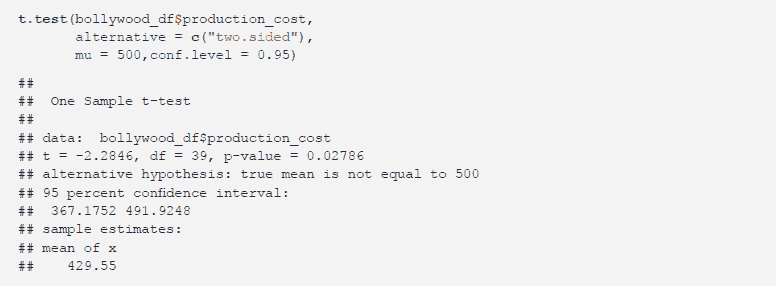 t.test(bollywood_df$production_cost,
       alternative = c("two.sided"),
       mu = 500,conf.level = 0.95)
##
##  One Sample t-test
##
## data:  bollywood_df$production_cost
## t = -2.2846, df = 39, p-value = 0.02786
## alternative hypothesis: true mean is not equal to 500
## 95 percent confidence interval:
##  367.1752 491.9248
## sample estimates:
## mean of x
##    429.55